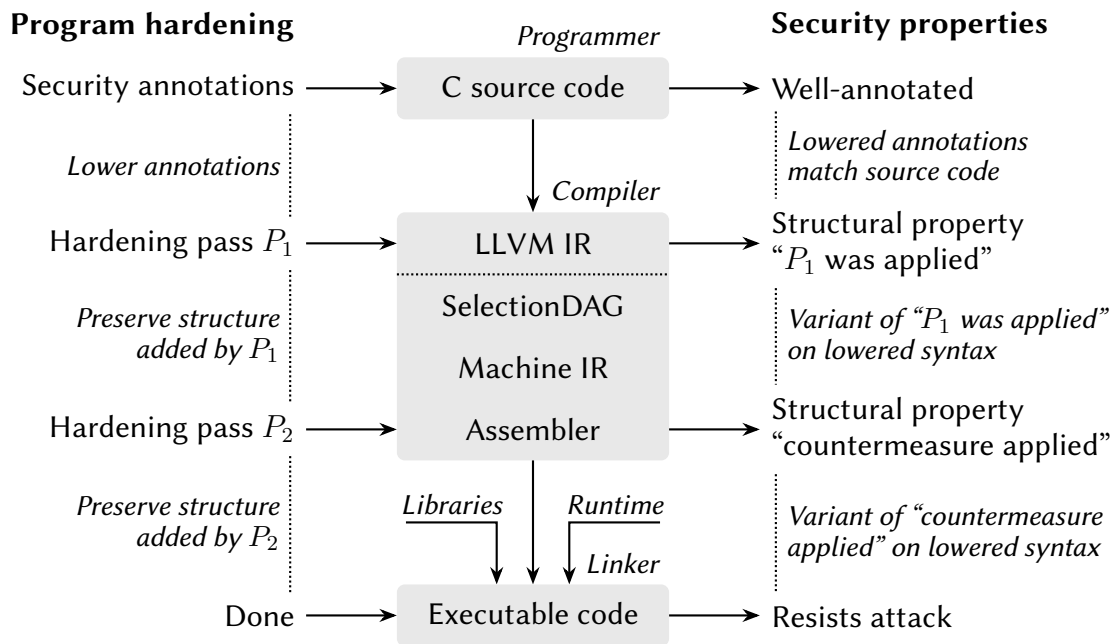 Program hardening
Programmer
Security properties
Security annotations
C source code
Well-annotated
Lower annotations
Lowered annotations
match source code
Compiler
Hardening pass P₁
LLVM IR
Structural property
“P₁ was applied”
Preserve structure
added by P₁
SelectionDAG
Machine IR
Variant of “P₁ was applied”
on lowered syntax
Hardening pass P₂
Assembler
Structural property
“countermeasure applied”
Preserve structure
added by P₂
Libraries
Runtime
Variant of “countermeasure
applied” on lowered syntax
Linker
Done
Executable code
Resists attack